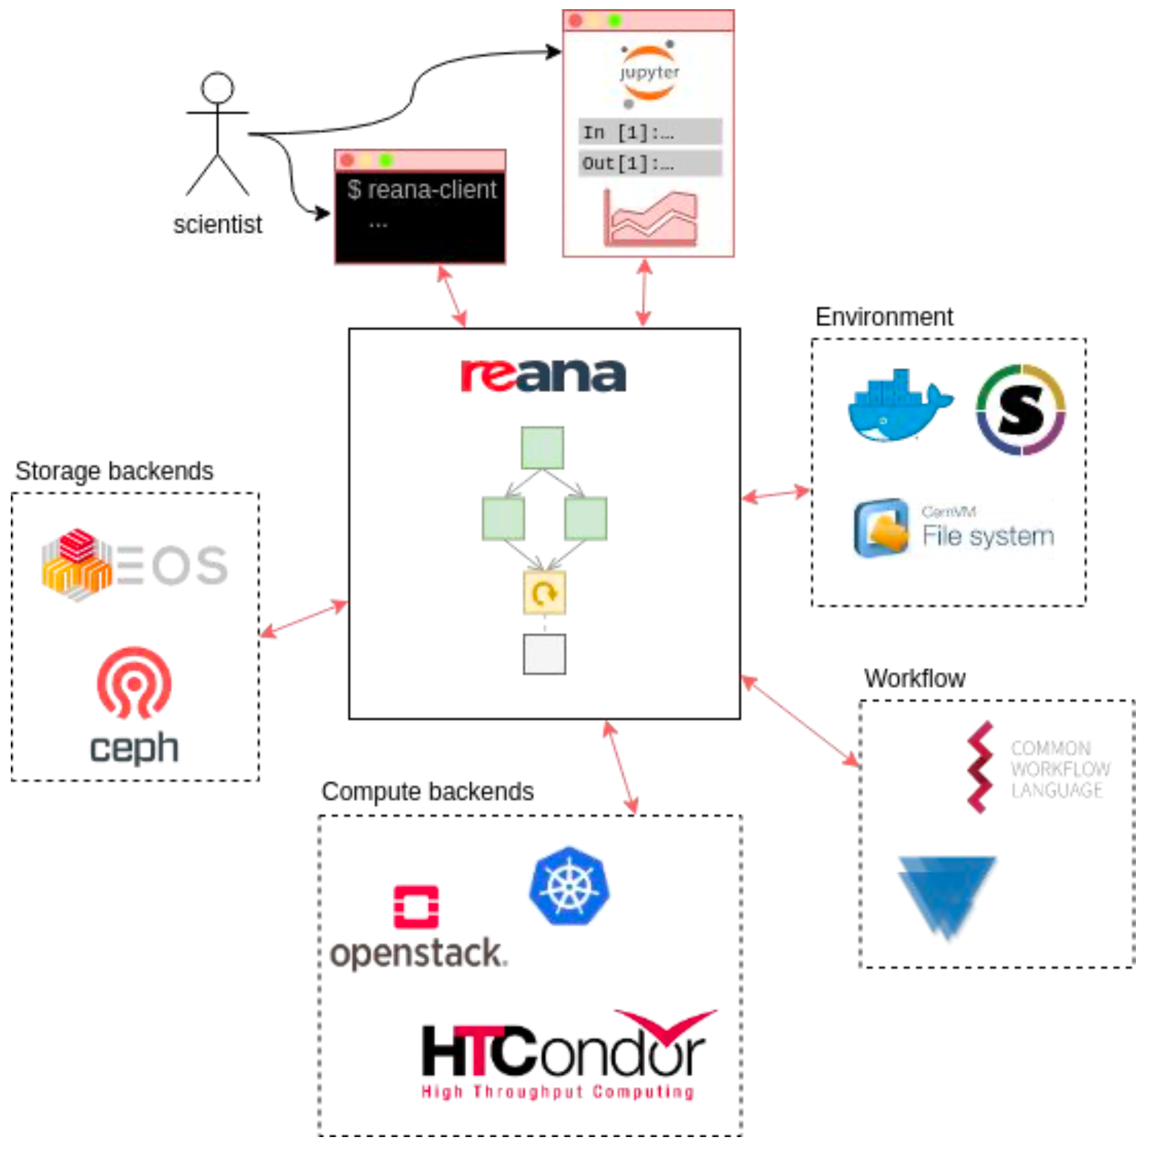 jupyter
In [1]:…
Out[1]:…
$ reana-client
...
scientist
reana
Environment
S
CernVM
File system
Storage backends
EOS
ceph
Workflow
COMMON
WORKFLOW
LANGUAGE
Compute backends
openstack.
HTCondor
High Throughput Computing